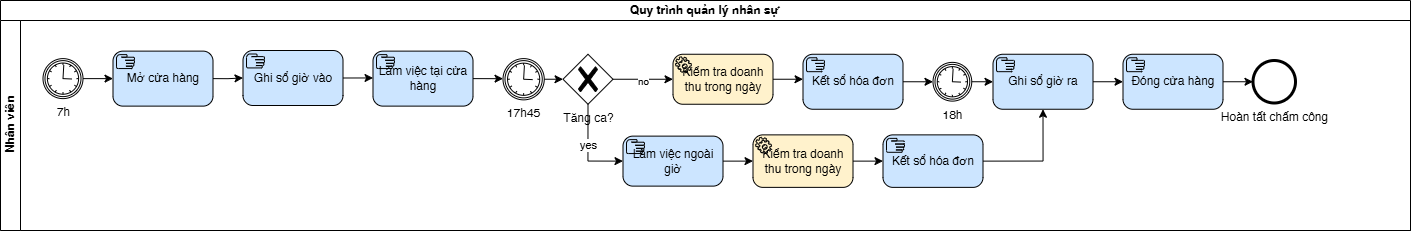 Quy trình quản lý nhân sự
Nhân viên
7h
Mở cửa hàng
Ghi sổ giờ vào
Làm việc tại cửa
hàng
17h45
Tăng ca?
no
Kiểm tra doanh
thu trong ngày
Kết sổ hóa đơn
18h
Ghi sổ giờ ra
Đóng cửa hàng
Hoàn tất chấm công
yes
Làm việc ngoài
giờ
Kiểm tra doanh
thu trong ngày
Kết sổ hóa đơn